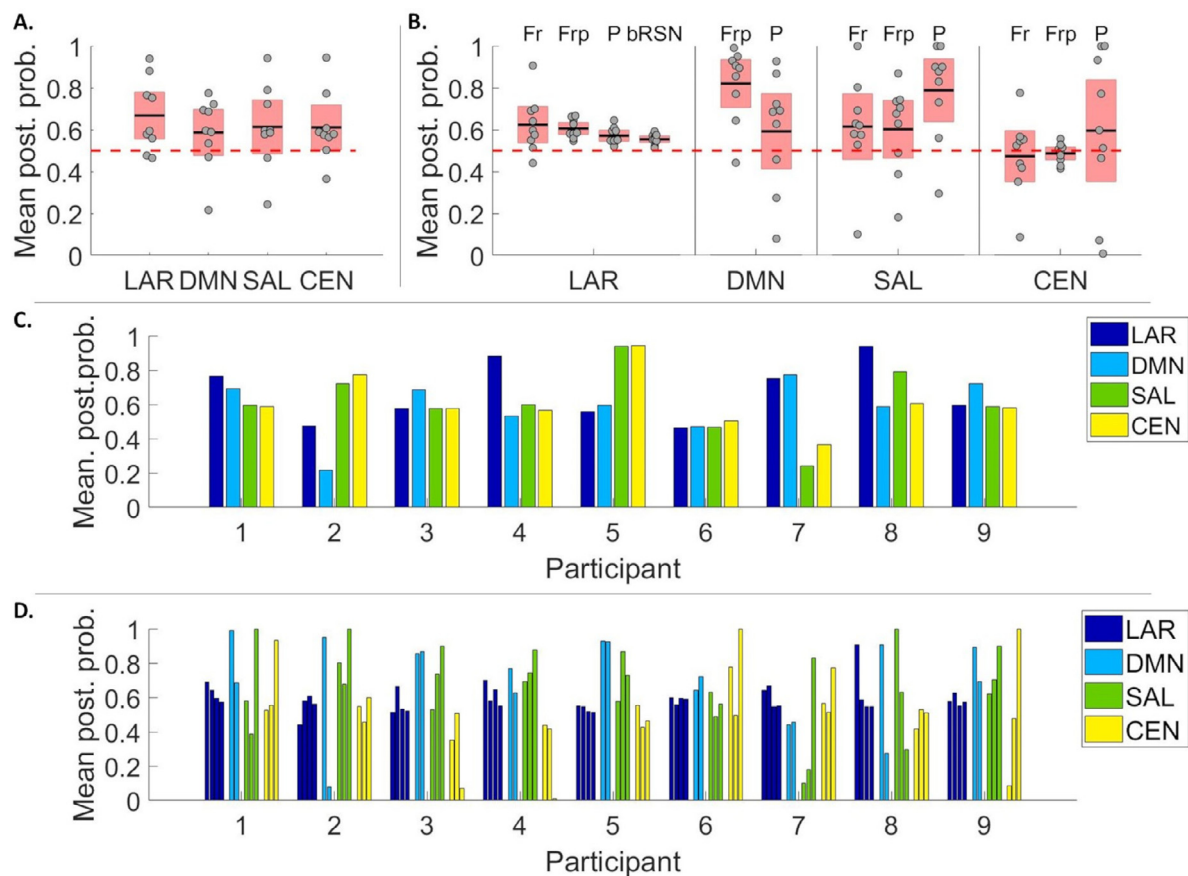 A.
Mean post. prob.
1
0.8
0.6
0.4
0.2
0
LAR DMN SAL CEN
B.
Mean post. prob.
1
0.8
0.6
0.4
0.2
0
Fr Frp P bRSN Frp P Fr Frp P Fr Frp P
LAR DMN SAL CEN
C.
Mean. post.prob.
1
0.8
0.6
0.4
0.2
0
1 2 3 4 5 6 7 8 9
Participant
LAR
DMN
SAL
CEN
D.
Mean post. prob.
1
0.8
0.6
0.4
0.2
0
1 2 3 4 5 6 7 8 9
Participant
LAR
DMN
SAL
CEN